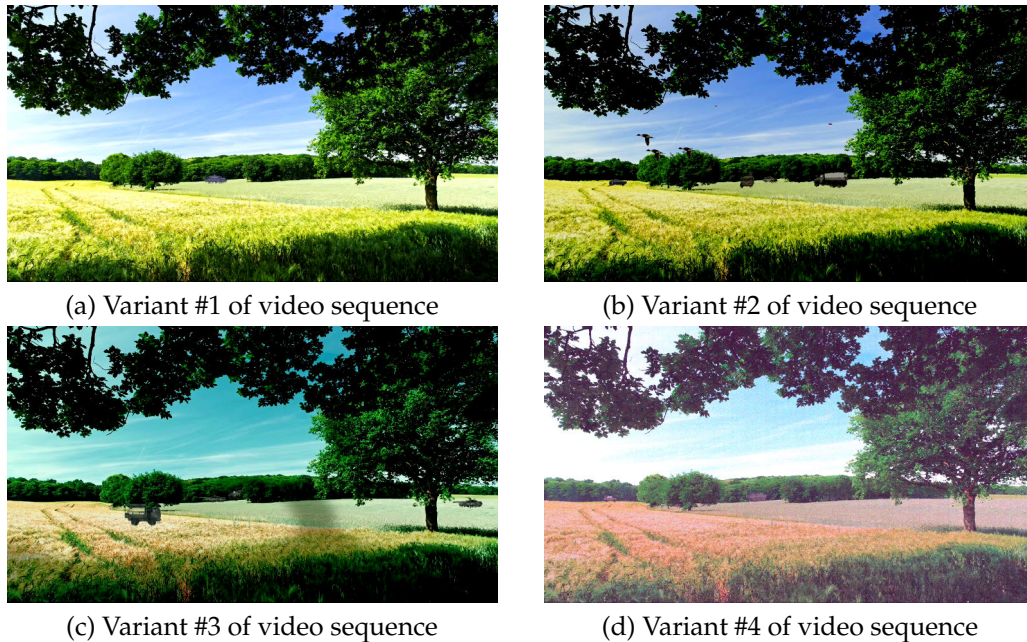 (a) Variant #1 of video sequence
(b) Variant #2 of video sequence
(c) Variant #3 of video sequence
(d) Variant #4 of video sequence